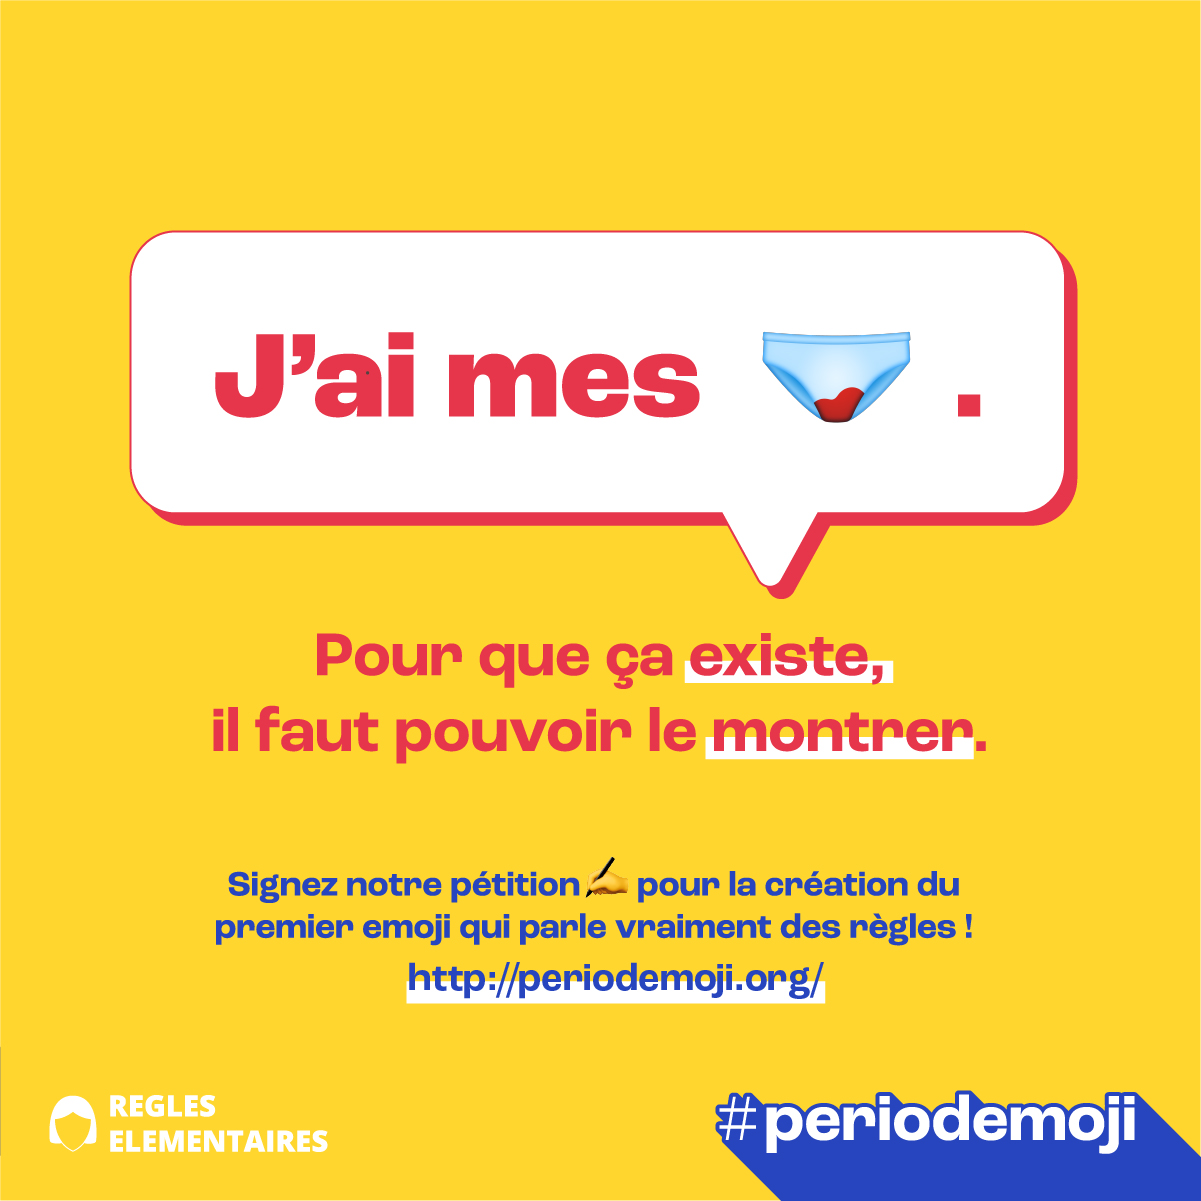 J’ai mes .
Pour que ça existe,
il faut pouvoir le montrer.
Signez notre pétition pour la création du
premier emoji qui parle vraiment des règles !
http://periodemoji.org/
REGLES
ELEMENTAIRES
#periodemoji